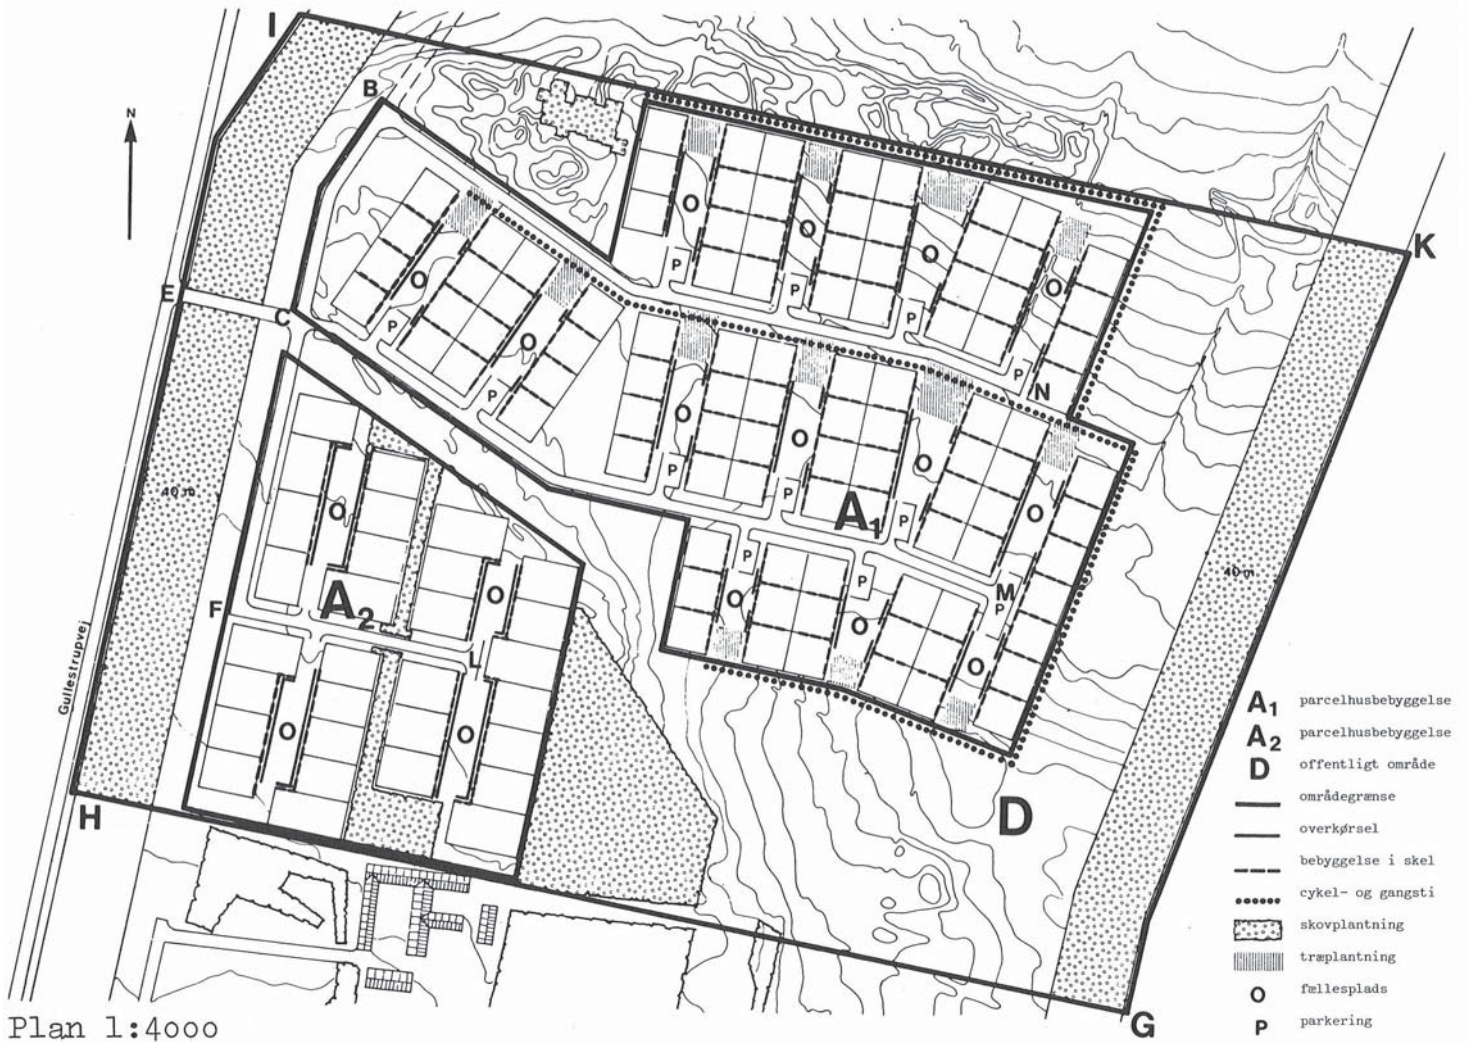 I
B
N
O
O
K
O
P
O
O
P
E
C
P
P
O
P
N
P
O
O
O
P
40 m
P
O
A1
O
P
P
40 m
P
M
O
O
A2
F
P
O
L
O
Gullestrupvej
O
O
D
H
G
A1 parcelhusbebyggelse
A2 parcelhusbebyggelse
D offentligt område
områdegrænse
overkørsel
bebyggelse i skel
cykel- og gangsti
skovplantning
træplantning
O fællesplads
P parkering
Plan 1:4000